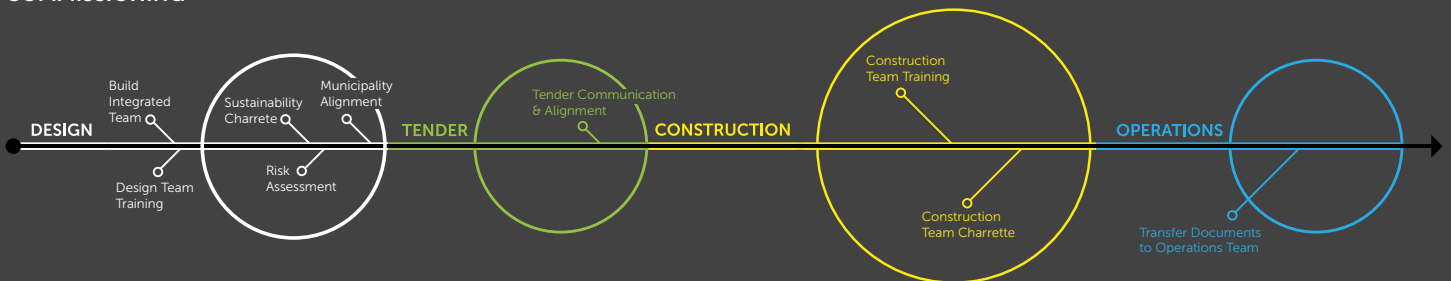 COMMISSIONING
DESIGN
Build
Integrated
Team
Design Team
Training
Sustainability
Charrete
Risk
Assessment
Municipality
Alignment
TENDER
Tender Communication
& Alignment
CONSTRUCTION
Construction
Team Training
Construction
Team Charrette
OPERATIONS
Transfer Documents
to Operations Team